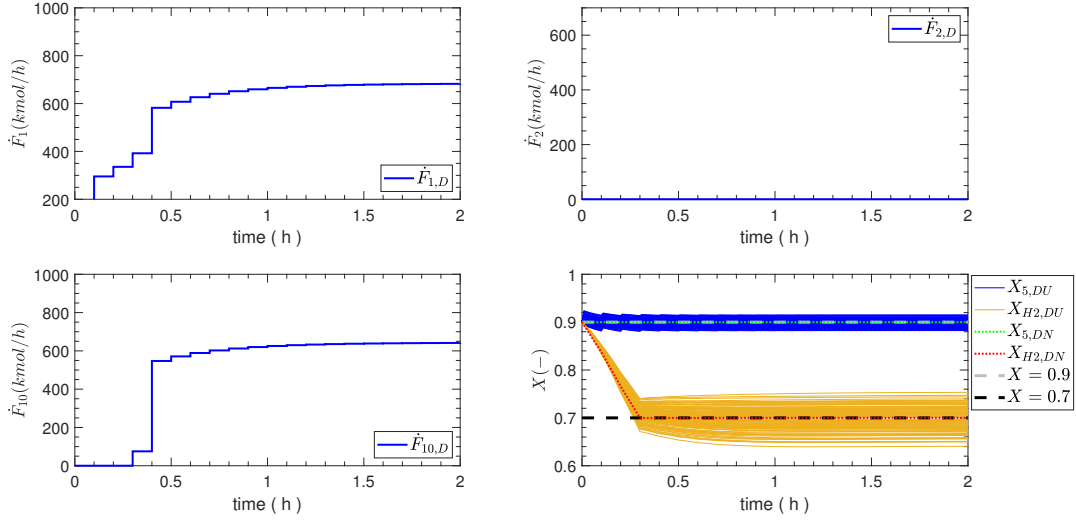 1000
800
600
400
200
Ḟ₁(kmol/h)
Ḟ₁,D
0 0.5 1 1.5 2
time ( h )
600
400
200
0
Ḟ₂(kmol/h)
Ḟ₂,D
0 0.5 1 1.5 2
time ( h )
1000
800
600
400
200
0
Ḟ₁₀(kmol/h)
Ḟ₁₀,D
0 0.5 1 1.5 2
time ( h )
1
0.9
0.8
0.7
0.6
X(−)
X₅,DU
X_H2,DU
X₅,DN
X_H2,DN
X = 0.9
X = 0.7
0 0.5 1 1.5 2
time ( h )